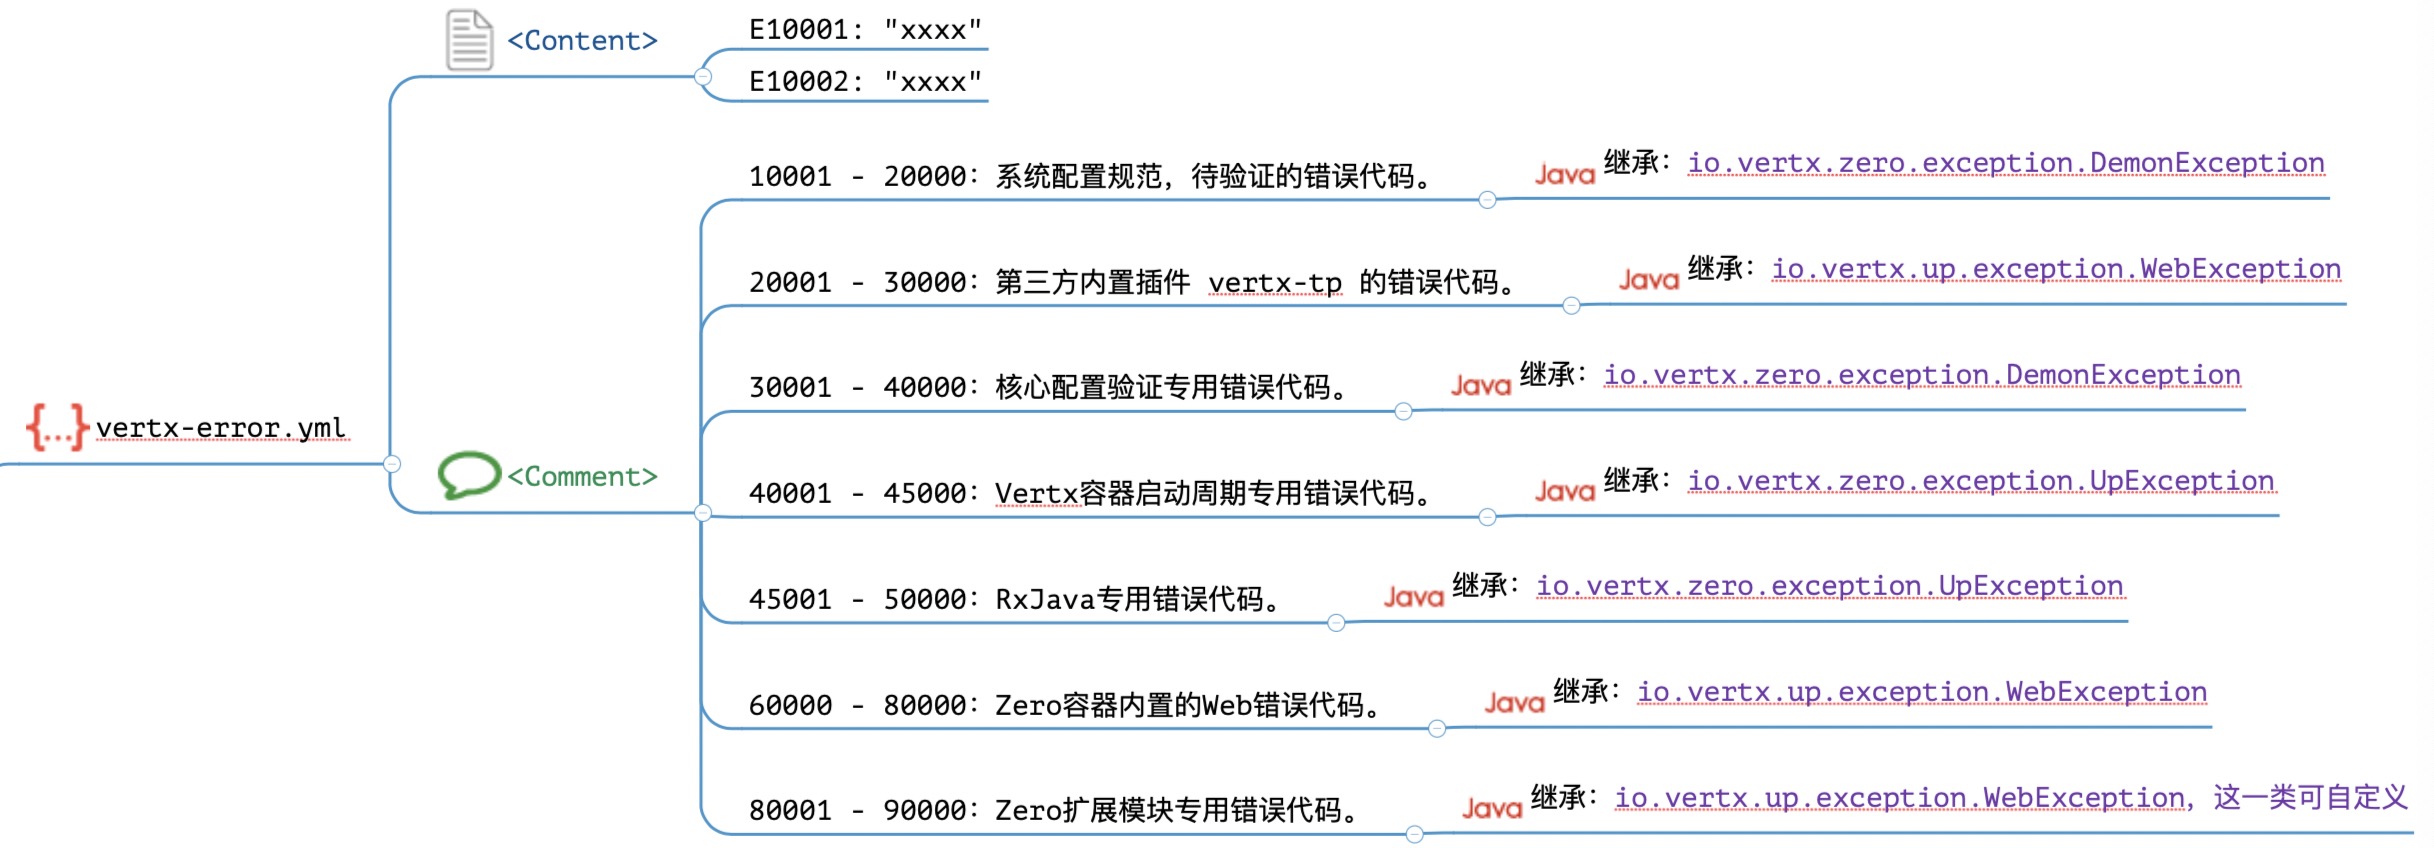 <Content>
E10001: "xxxx"
E10002: "xxxx"
10001 - 20000：系统配置规范，待验证的错误代码。 Java 继承：io.vertx.zero.exception.DemonException
20001 - 30000：第三方内置插件 vertx-tp 的错误代码。 Java 继承：io.vertx.up.exception.WebException
30001 - 40000：核心配置验证专用错误代码。 Java 继承：io.vertx.zero.exception.DemonException
{...} vertx-error.yml
<Comment>
40001 - 45000：Vertx容器启动周期专用错误代码。 Java 继承：io.vertx.zero.exception.UpException
45001 - 50000：RxJava专用错误代码。 Java 继承：io.vertx.zero.exception.UpException
60000 - 80000：Zero容器内置的Web错误代码。 Java 继承：io.vertx.up.exception.WebException
80001 - 90000：Zero扩展模块专用错误代码。 Java 继承：io.vertx.up.exception.WebException，这一类可自定义